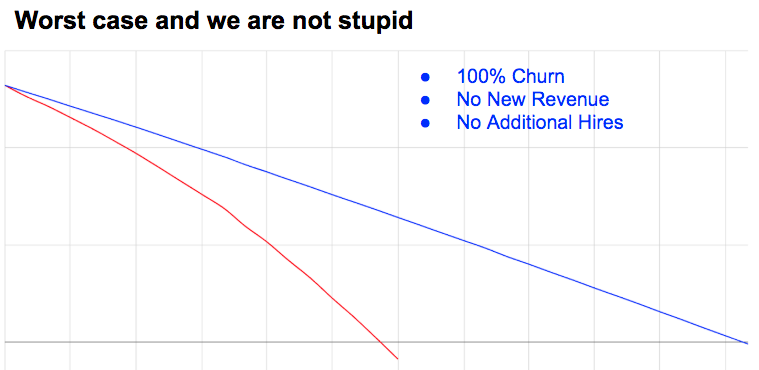 Worst case and we are not stupid
• 100% Churn
• No New Revenue
• No Additional Hires